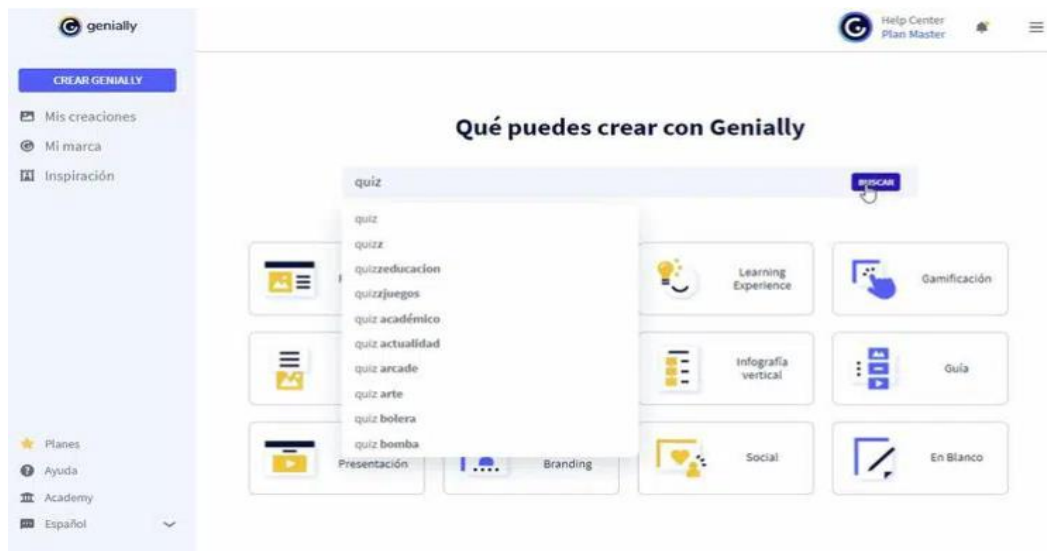 genially
Help Center
Plan Master
CREAR GENIALLY
Mis creaciones
Mi marca
Inspiración
Qué puedes crear con Genially
quiz
BUSCAR
quiz
quizz
quizzeducacion
quizzjuegos
quiz académico
quiz actualidad
quiz arcade
quiz arte
quiz bolera
quiz bomba
Learning
Experience
Gamificación
Infografía
vertical
Guía
Presentación
Branding
Social
En Blanco
Planes
Ayuda
Academy
Español